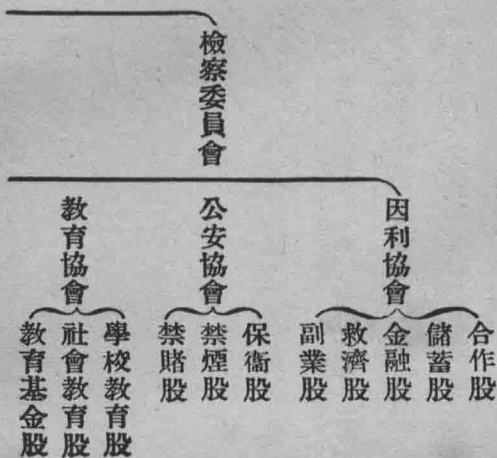 檢察委員會
因利協會
合作股
儲蓄股
金融股
救濟股
副業股
公安協會
保衞股
禁煙股
禁賭股
教育協會
學校教育股
社會教育股
教育基金股